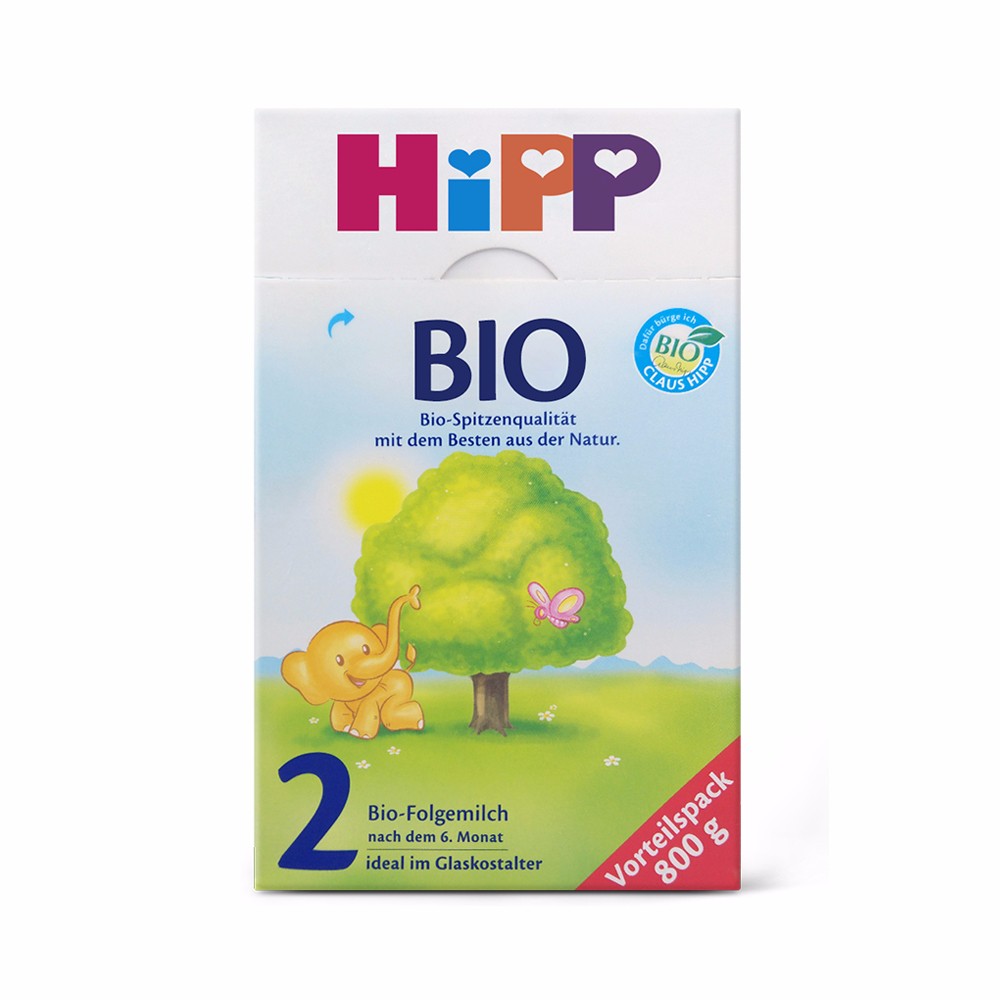 HiPP
BIO
Dafür bürge ich
BIO
CLAUS HIPP
Bio-Spitzenqualität
mit dem Besten aus der Natur.
2
Bio-Folgemilch
nach dem 6. Monat
ideal im Glaskostalter
Vorteilspack
800 g